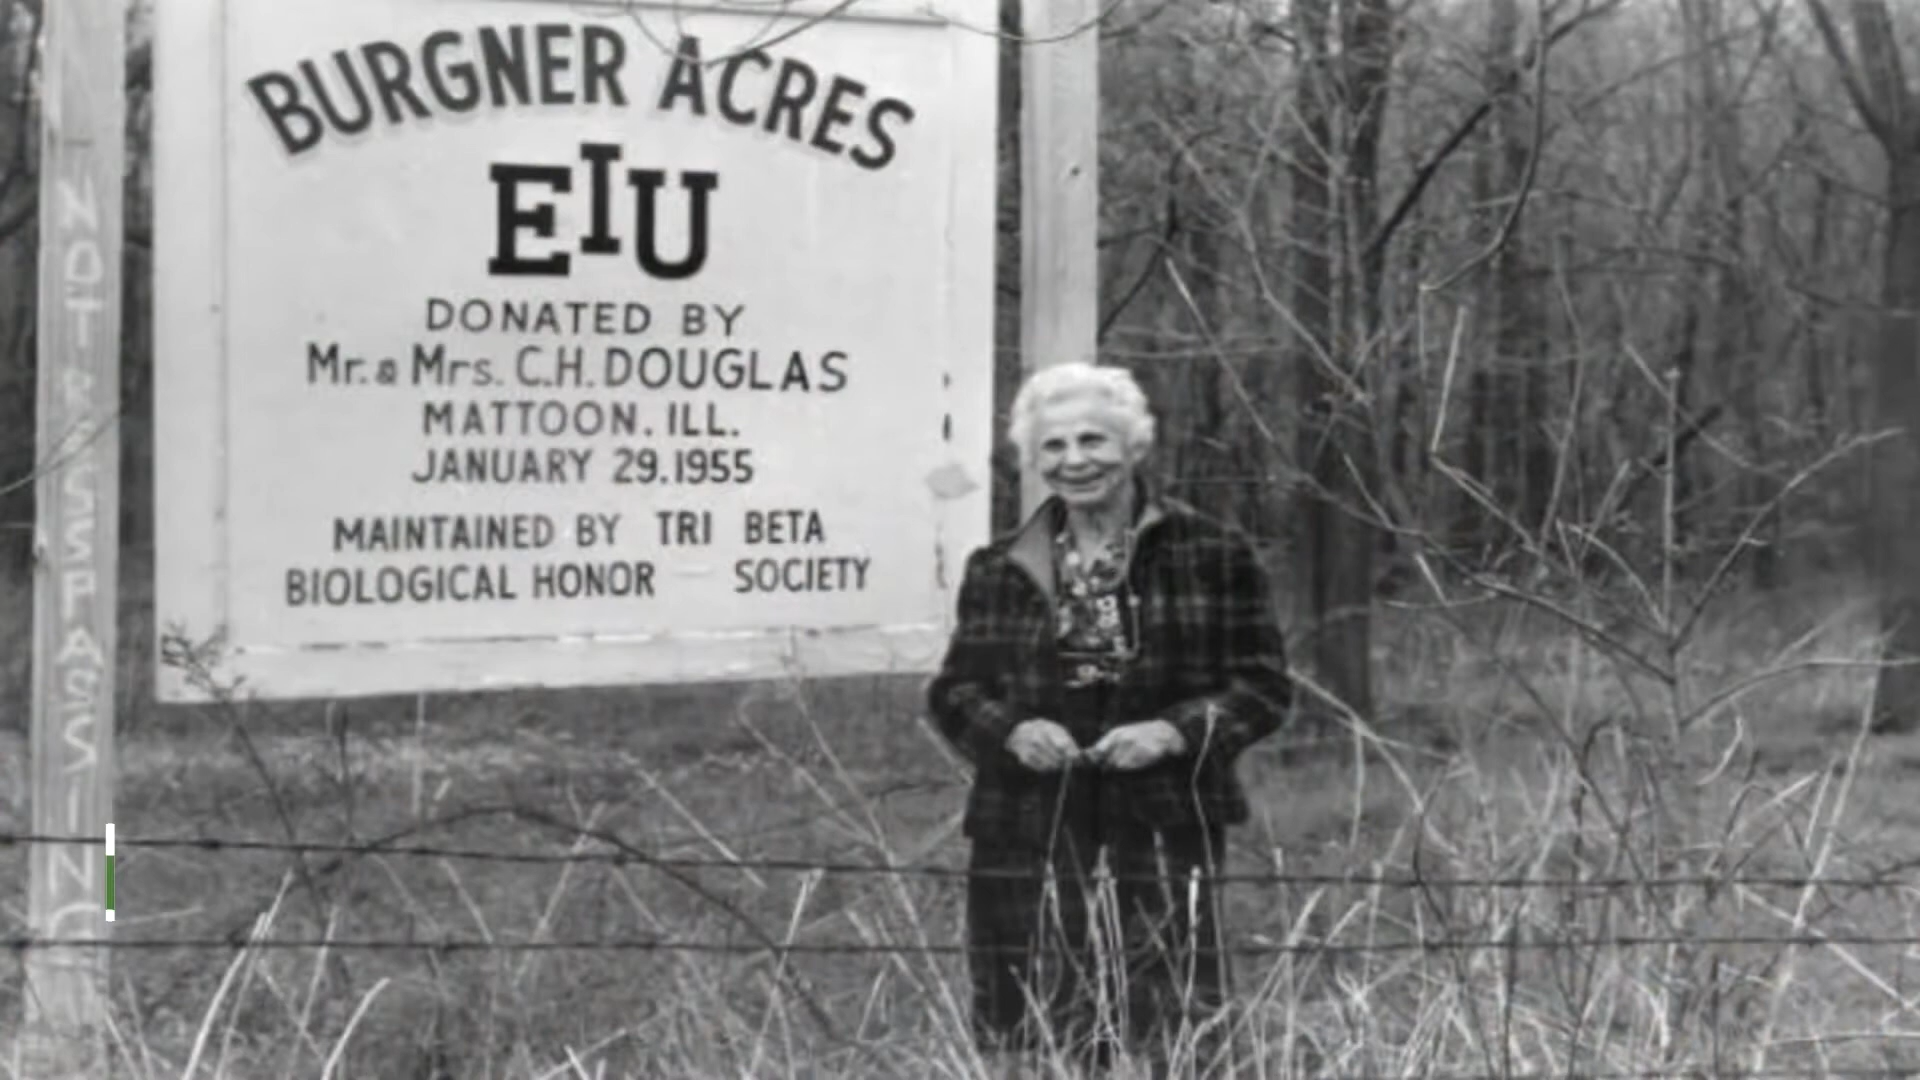 BURGNER ACRES
EIU
DONATED BY
Mr. & Mrs. C.H. DOUGLAS
MATTOON. ILL.
JANUARY 29.1955
MAINTAINED BY TRI BETA
BIOLOGICAL HONOR SOCIETY
NO TRESSPASSING